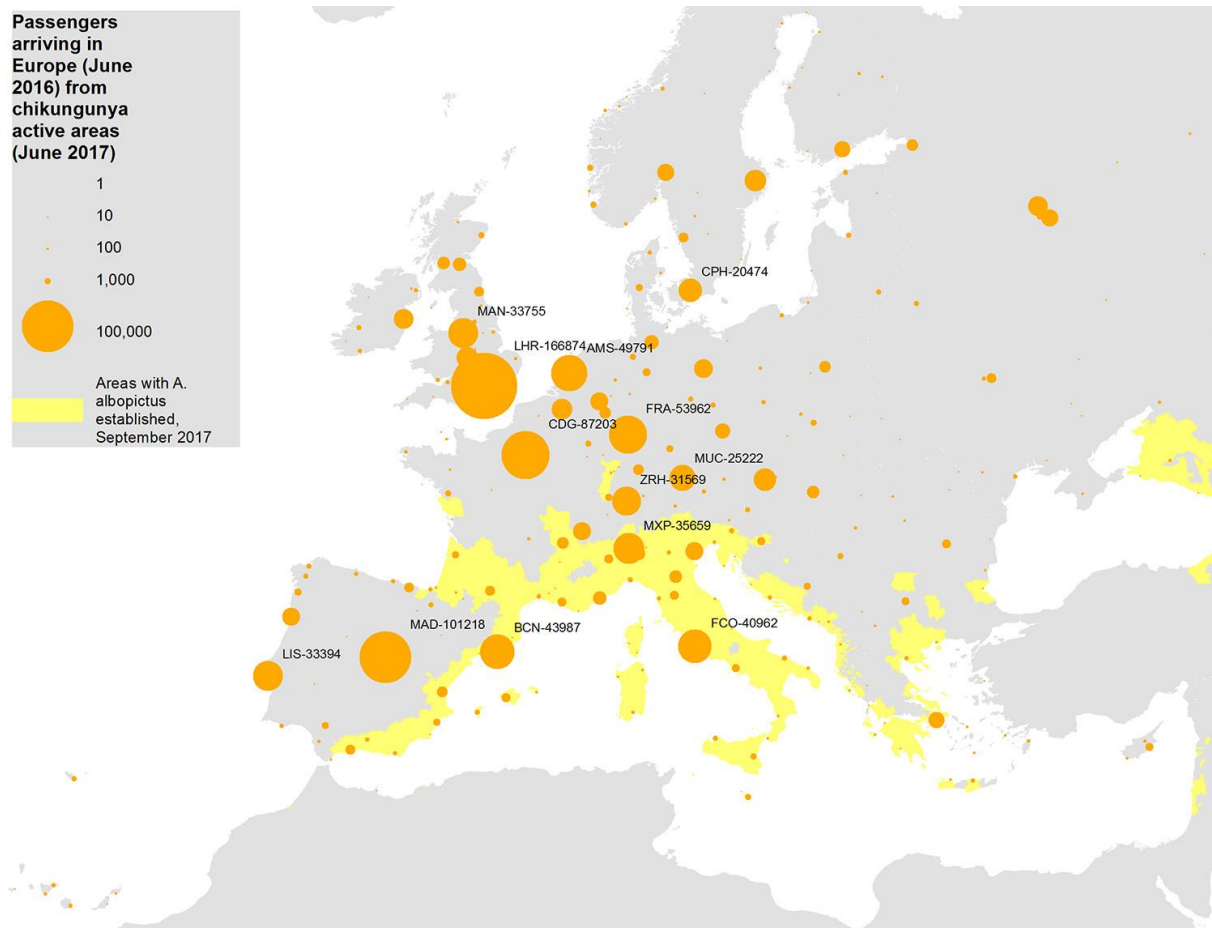 Passengers
arriving in
Europe (June
2016) from
chikungunya
active areas
(June 2017)
1
10
100
1,000
100,000
Areas with A.
albopictus
established,
September 2017
CPH-20474
MAN-33755
LHR-166874
AMS-49791
FRA-53962
CDG-87203
MUC-25222
ZRH-31569
MXP-35659
MAD-101218
BCN-43987
FCO-40962
LIS-33394